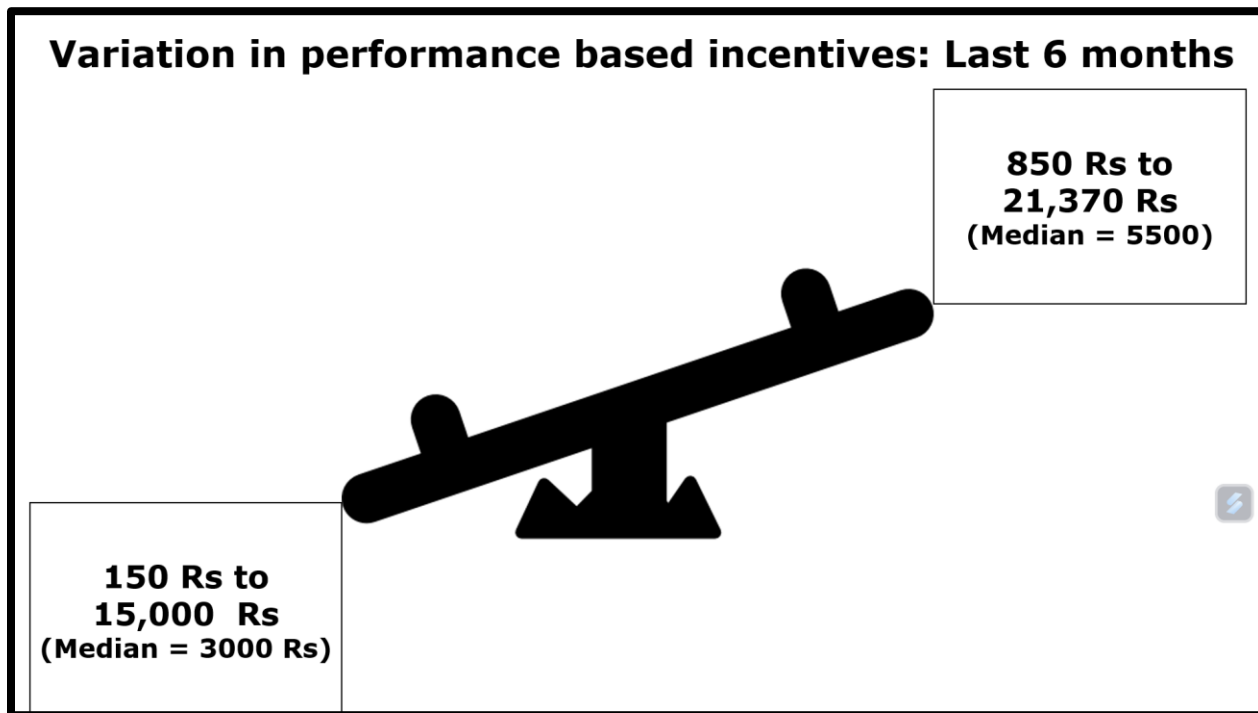 Variation in performance based incentives: Last 6 months
850 Rs to
21,370 Rs
(Median = 5500)
150 Rs to
15,000  Rs
(Median = 3000 Rs)